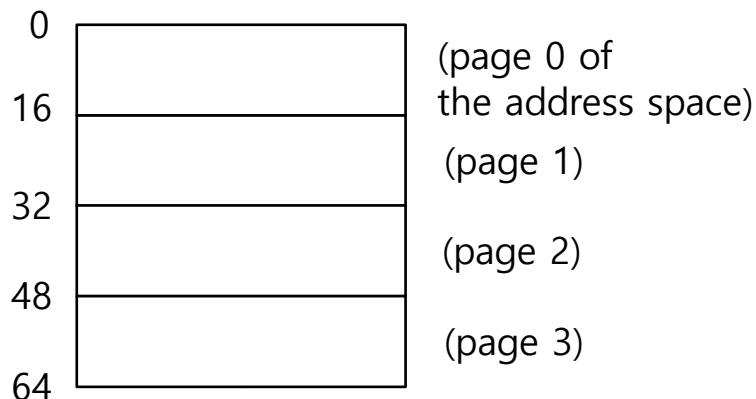 0
(page 0 of
the address space)
16
(page 1)
32
(page 2)
48
(page 3)
64